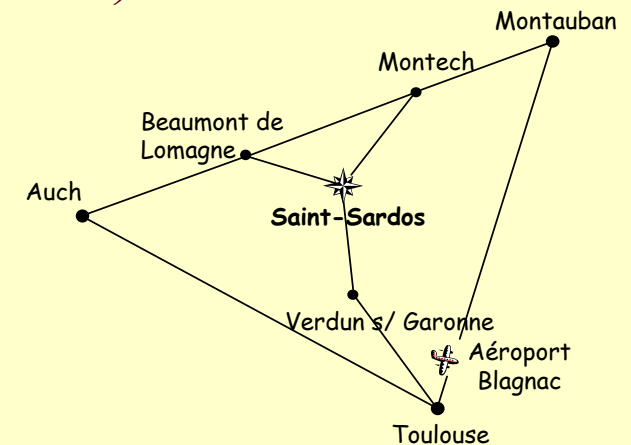 Montauban
Montech
Beaumont de
Lomagne
Auch
Saint-Sardos
Verdun s/ Garonne
Aéroport
Blagnac
Toulouse